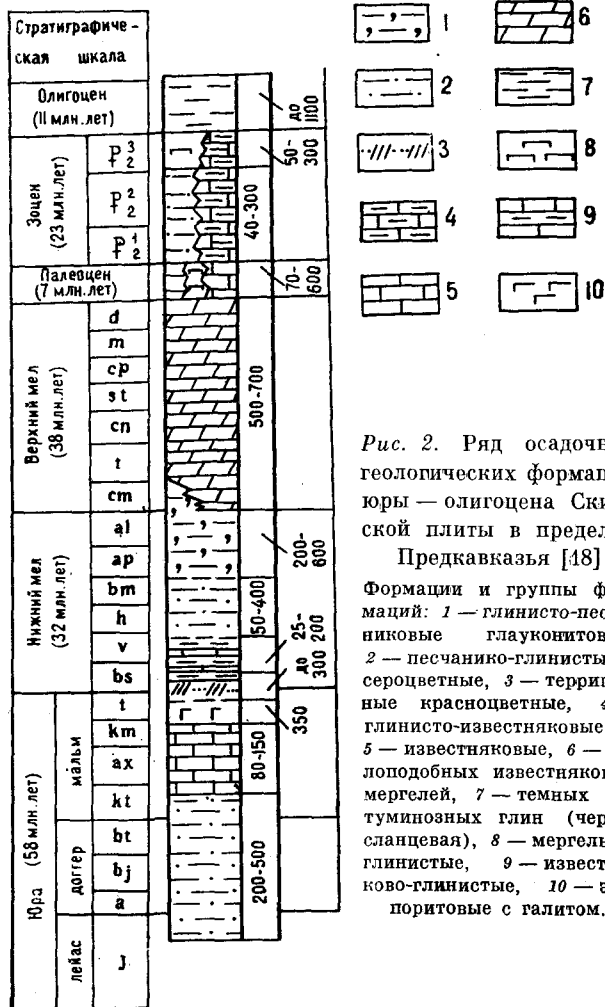 Стратиграфиче-
ская шкала
Олигоцен
(11 млн.лет)
до 1100
Эоцен
(23 млн.лет)
₽ 3 2
50-300
₽ 2 2
40-300
₽ 1 2
Палеоцен
(7 млн.лет)
70-600
Верхний мел
(38 млн.лет)
d
m
cp
st
cn
t
cm
500-700
Нижний мел
(32 млн.лет)
al
ap
200-600
bm
h
50-400
v
25-200
bs
до 300
Юра (58 млн.лет)
мальм
t
350
km
ax
80-150
kt
доггер
bt
bj
a
200-500
лейас
J
1
2
3
4
5
6
7
8
9
10
Рис. 2. Ряд осадочн
геологических формац
юры — олигоцена Ски
ской плиты в предел
Предкавказья [18]
Формации и группы ф
маций: 1 — глинисто-пес
никовые глауконитов
2 — песчанико-глинисты
сероцветные, 3 — терриг
ные красноцветные, 4
глинисто-известняковые
5 — известняковые, 6 —
лоподобных известняко
мергелей, 7 — темных
туминозных глин (чер
сланцевая), 8 — мергель
глинистые, 9 — извест
ково-глинистые, 10 — э
поритовые с галитом.